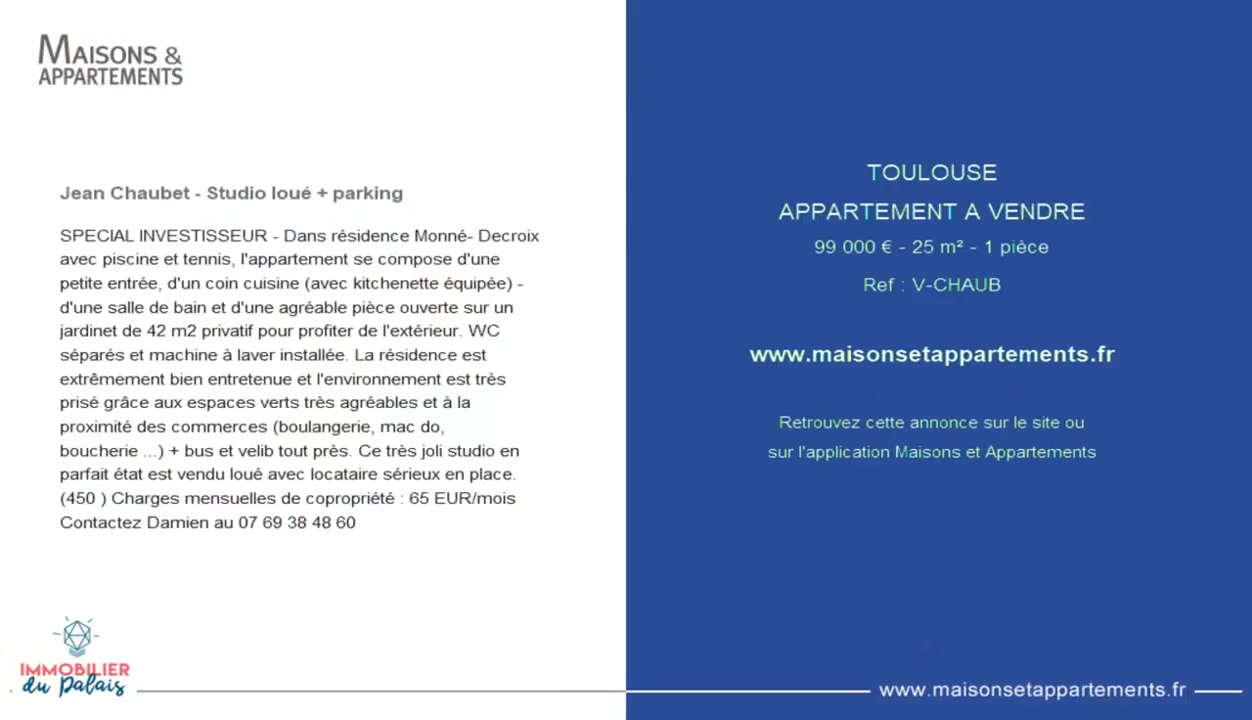 MAISONS &
APPARTEMENTS
Jean Chaubet - Studio loué + parking
SPECIAL INVESTISSEUR - Dans résidence Monné- Decroix
avec piscine et tennis, l'appartement se compose d'une
petite entrée, d'un coin cuisine (avec kitchenette équipée) -
d'une salle de bain et d'une agréable pièce ouverte sur un
jardinet de 42 m2 privatif pour profiter de l'extérieur. WC
séparés et machine à laver installée. La résidence est
extrêmement bien entretenue et l'environnement est très
prisé grâce aux espaces verts très agréables et à la
proximité des commerces (boulangerie, mac do,
boucherie ...) + bus et velib tout près. Ce très joli studio en
parfait état est vendu loué avec locataire sérieux en place.
(450 ) Charges mensuelles de copropriété : 65 EUR/mois
Contactez Damien au 07 69 38 48 60
IMMOBILIER
du Palais
TOULOUSE
APPARTEMENT A VENDRE
99 000 € - 25 m² - 1 pièce
Ref : V-CHAUB
www.maisonsetappartements.fr
Retrouvez cette annonce sur le site ou
sur l'application Maisons et Appartements
www.maisonsetappartements.fr